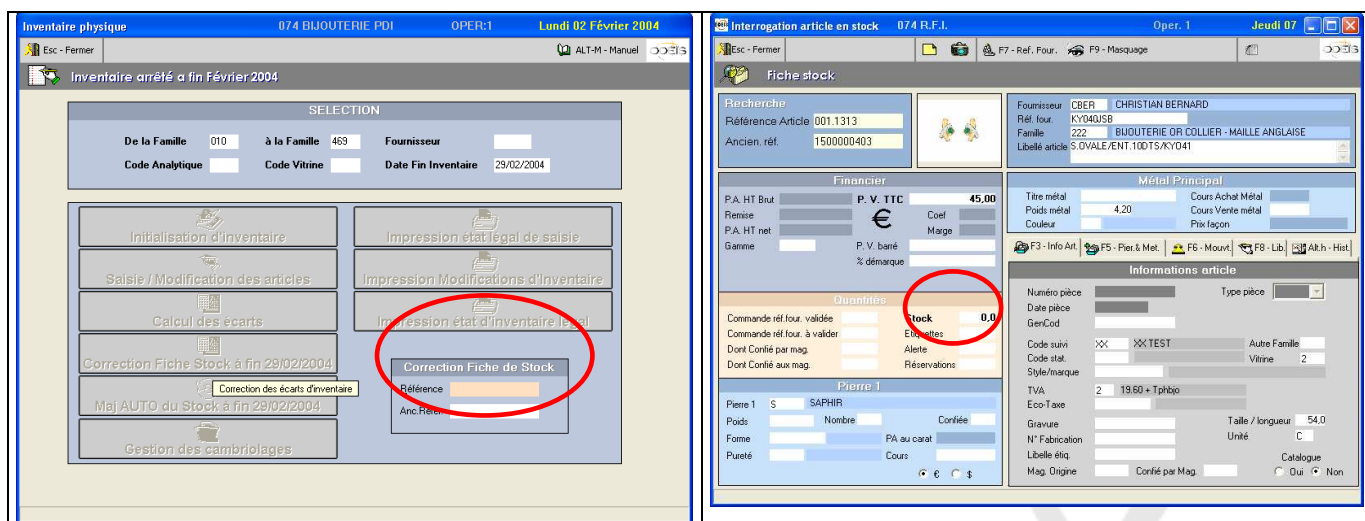 Inventaire physique 074 BIJOUTERIE PDI OPER:1 Lundi 02 Février 2004
Esc - Fermer ALT-M - Manuel
Inventaire arrêté a fin Février 2004
SELECTION
De la Famille 010 à la Famille 469 Fournisseur
Code Analytique Code Vitrine Date Fin Inventaire 29/02/2004
Initialisation d'inventaire Impression état légal de saisie
Saisie / Modification des articles Impression Modifications d'Inventaire
Calcul des écarts Impression état d'inventaire légal
Correction Fiche Stock à fin 29/02/2004
Correction des écarts d'inventaire
Maj AUTO du Stock à fin 29/02/2004
Gestion des cambriolages
Correction Fiche de Stock
Référence
Anc.Référ
Interrogation article en stock 074 R.F.I. Oper. 1 Jeudi 07
Esc - Fermer F7 - Ref. Four. F9 - Masquage
Fiche stock
Recherche
Référence Article 001.1313
Ancien. réf. 1500000403
Fournisseur CBER CHRISTIAN BERNARD
Réf. four. KY040JSB
Famille 222 BIJOUTERIE OR COLLIER - MAILLE ANGLAISE
Libellé article S.OVALE/ENT.10DTS/KYO41
Financier
P.A. HT Brut P. V. TTC 45,00
Remise € Coef
P.A. HT net Marge
Gamme P. V. barré
% démarque
Quantités
Commande réf.four. validée Stock 0,0
Commande réf.four. à valider Etiquettes
Dont Confié par mag. Alerte
Dont Confié aux mag. Réservations
Pierre 1
Pierre 1 S SAPHIR
Poids Nombre Confiée
Forme PA au carat
Pureté Cours
€ $
Métal Principal
Titre métal Cours Achat Métal
Poids métal 4,20 Cours Vente métal
Couleur Prix façon
F3 - Info Art. F5 - Pier.& Met. F6 - Mouvt. F8 - Lib. Alt.h - Hist.
Informations article
Numéro pièce Type pièce
Date pièce
GenCod
Code suivi XX XX TEST Autre Famille
Code stat. Vitrine 2
Style/marque
TVA 2 19.60 + Tphbio
Eco-Taxe
Gravure Taille / longueur 54,0
N° Fabrication Unité C
Libelle étiq. Catalogue
Mag. Origine Confié par Mag. Oui Non